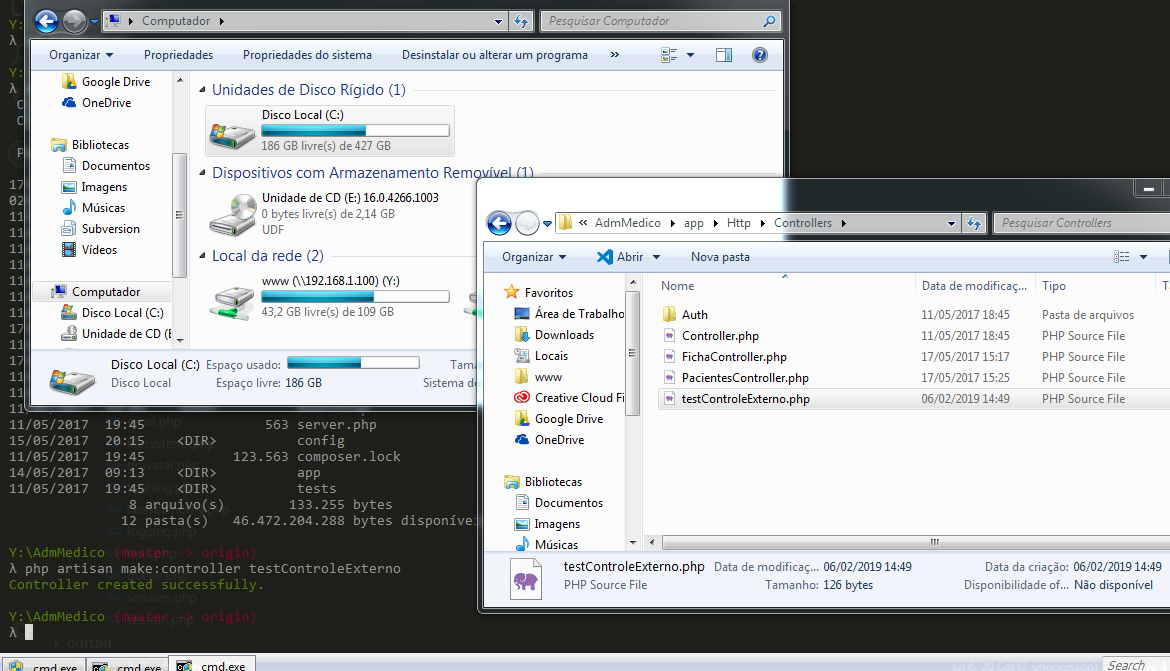 Computador
Pesquisar Computador
Organizar
Propriedades
Propriedades do sistema
Desinstalar ou alterar um programa
»
Google Drive
OneDrive
Bibliotecas
Documentos
Imagens
Músicas
Subversion
Vídeos
Computador
Disco Local (C:)
Unidade de CD (E
Unidades de Disco Rígido (1)
Disco Local (C:)
186 GB livre(s) de 427 GB
Dispositivos com Armazenamento Removível (1)
Unidade de CD (E:) 16.0.4266.1003
0 bytes livre(s) de 2,14 GB
UDF
Local da rede (2)
www (\\192.168.1.100) (Y:)
43,2 GB livre(s) de 109 GB
Disco Local (C:) Espaço usado:
Disco Local Espaço livre: 186 GB
Sistema de
« AdmMedico app Http Controllers
Pesquisar Controllers
Organizar
Abrir
Nova pasta
Favoritos
Área de Trabalho
Downloads
Locais
www
Creative Cloud Fi
Google Drive
OneDrive
Bibliotecas
Documentos
Imagens
Músicas
Nome Data de modificaç... Tipo
Auth 11/05/2017 18:45 Pasta de arquivos
Controller.php 11/05/2017 18:45 PHP Source File
FichaController.php 17/05/2017 15:17 PHP Source File
PacientesController.php 17/05/2017 15:25 PHP Source File
testControleExterno.php 06/02/2019 14:49 PHP Source File
testControleExterno.php Data de modificaç... 06/02/2019 14:49 Data da criação: 06/02/2019 14:49
PHP Source File Tamanho: 126 bytes Disponibilidade of... Não disponível
11/05/2017 19:45 563 server.php
15/05/2017 20:15 <DIR> config
11/05/2017 19:45 123.563 composer.lock
14/05/2017 09:13 <DIR> app
11/05/2017 19:45 <DIR> tests
8 arquivo(s) 133.255 bytes
12 pasta(s) 46.472.204.288 bytes disponíve
Y:\AdmMedico (master -> origin)
λ php artisan make:controller testControleExterno
Controller created successfully.
Y:\AdmMedico (master -> origin)
λ
OUTLINE
cmd.exe
cmd.exe
cmd.exe
Search